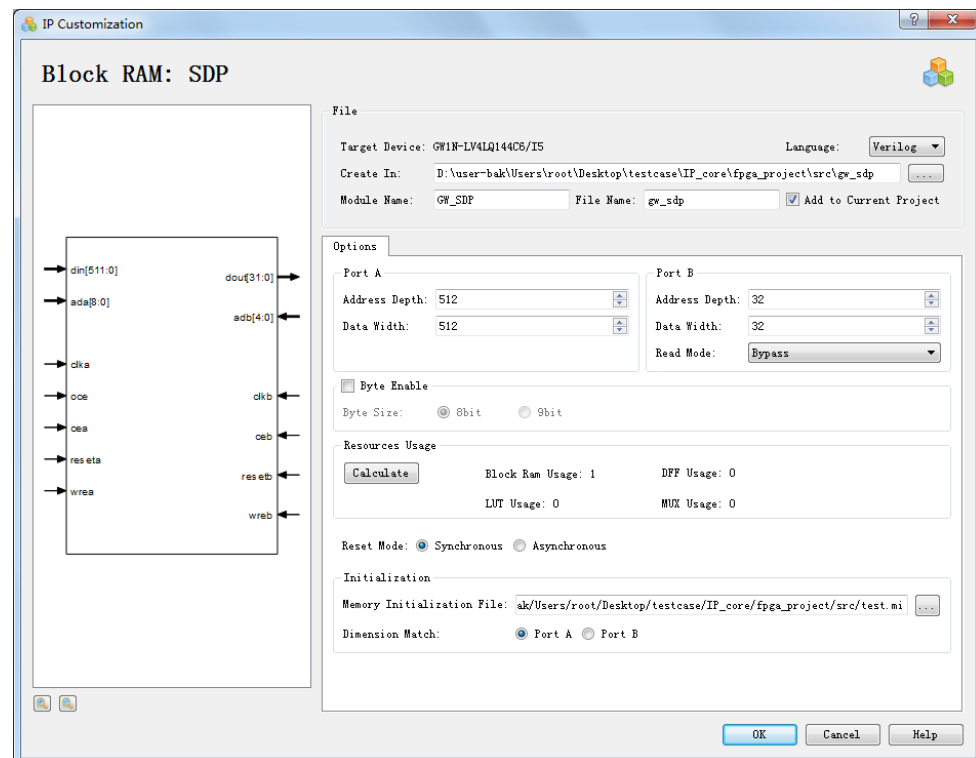 IP Customization
Block RAM: SDP
File
Target Device: GW1N-LV4LQ144C6/I5
Language: Verilog
Create In: D:\user-bak\Users\root\Desktop\testcase\IP_core\fpga_project\src\gw_sdp ...
Module Name: GW_SDP
File Name: gw_sdp
Add to Current Project
din[511:0]
ada[8:0]
clka
oce
cea
reseta
wrea
dout[31:0]
adb[4:0]
clkb
ceb
resetb
wreb
Options
Port A
Address Depth: 512
Data Width: 512
Port B
Address Depth: 32
Data Width: 32
Read Mode: Bypass
Byte Enable
Byte Size: 8bit 9bit
Resources Usage
Calculate Block Ram Usage: 1 DFF Usage: 0
LUT Usage: 0 MUX Usage: 0
Reset Mode: Synchronous Asynchronous
Initialization
Memory Initialization File: ak/Users/root/Desktop/testcase/IP_core/fpga_project/src/test.mi ...
Dimension Match: Port A Port B
OK Cancel Help